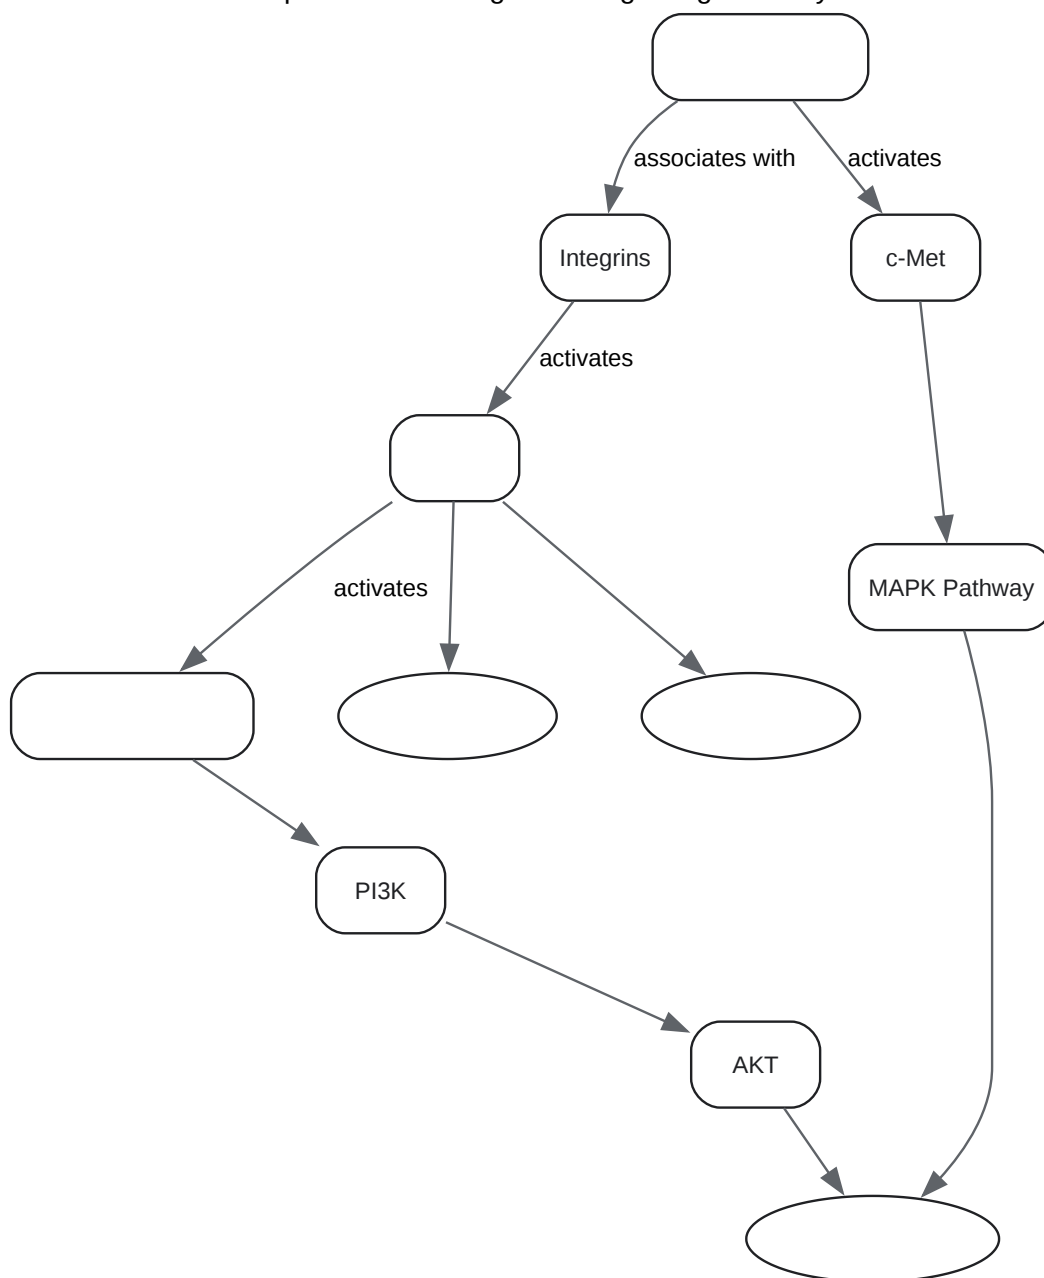 associates with
activates
Integrins
c-Met
activates
activates
MAPK Pathway
PI3K
AKT